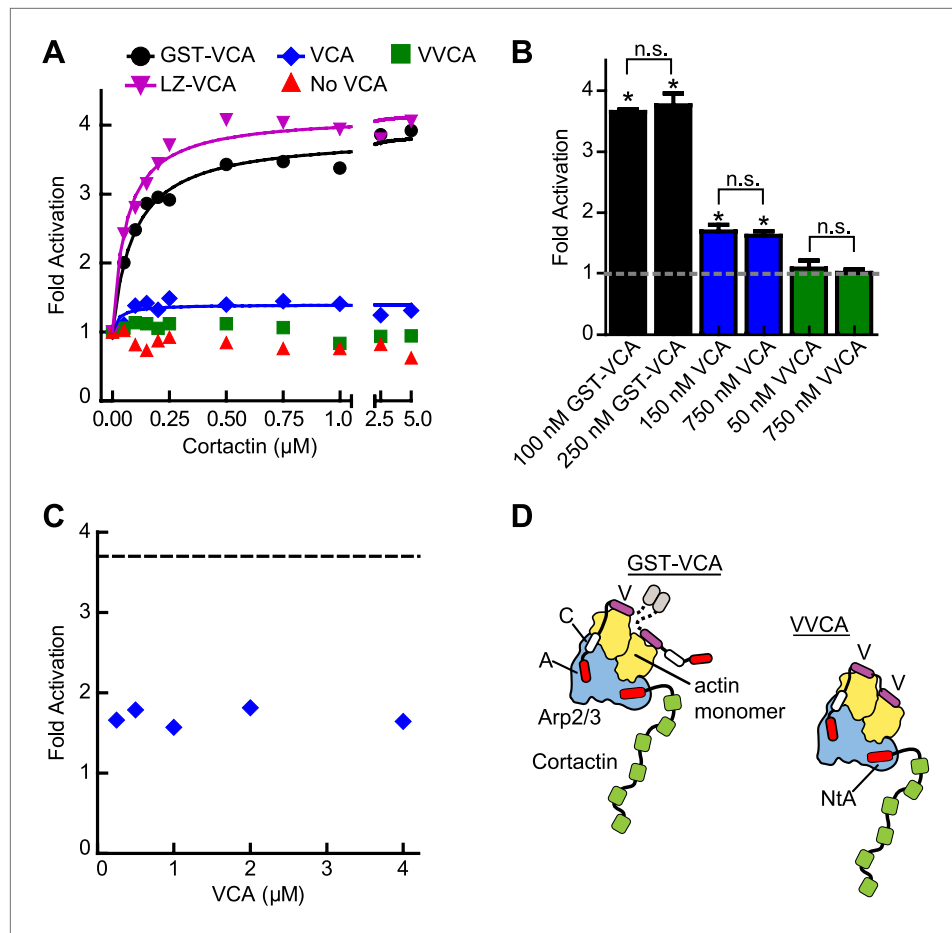 A
GST-VCA VCA VVCA
LZ-VCA No VCA
Fold Activation
4
3
2
1
0
0.00 0.25 0.50 0.75 1.0 2.5 5.0
Cortactin (µM)
B
n.s.
* *
n.s.
* *
n.s.
Fold Activation
4
3
2
1
0
100 nM GST-VCA
250 nM GST-VCA
150 nM VCA
750 nM VCA
50 nM VVCA
750 nM VVCA
C
Fold Activation
4
3
2
1
0
0 1 2 3 4
VCA (µM)
D
GST-VCA
V
C
A
Arp2/3
actin
monomer
Cortactin
VVCA
V
V
NtA